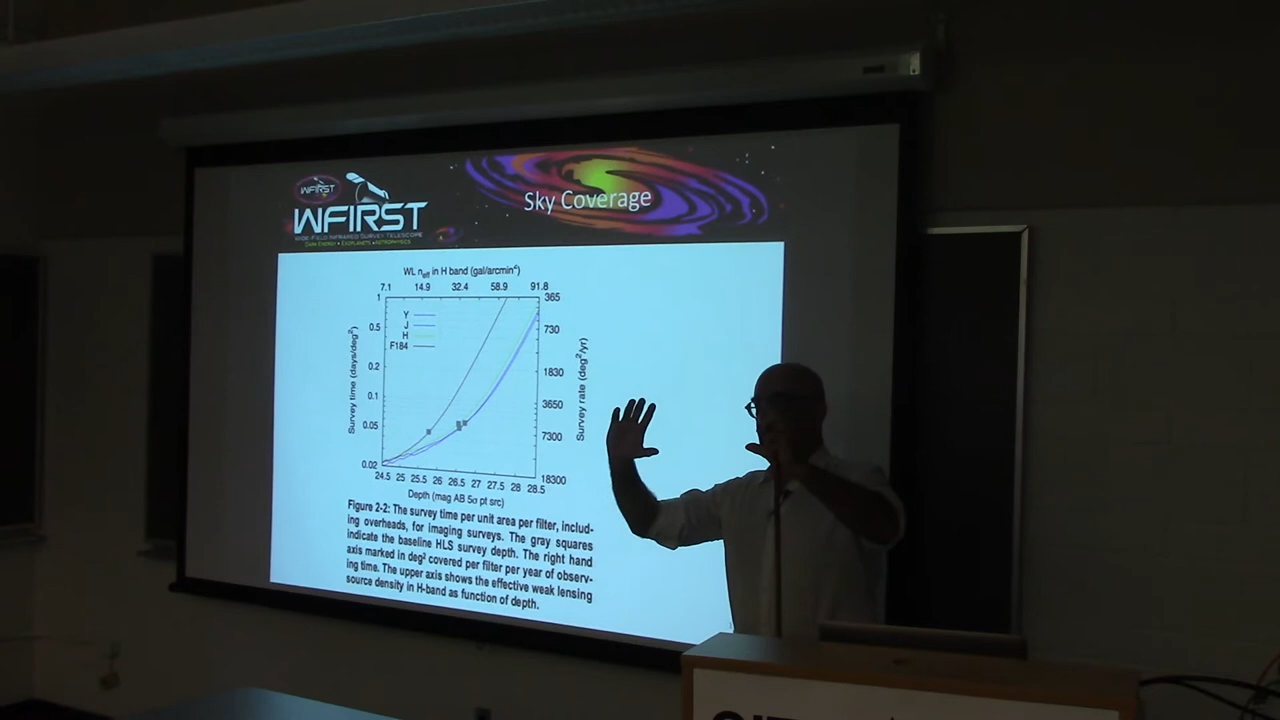 WFIRST
WFIRST
WIDE-FIELD INFRARED SURVEY TELESCOPE
DARK ENERGY • EXOPLANETS • ASTROPHYSICS
Sky Coverage
WL neff in H band (gal/arcmin²)
7.1 14.9 32.4 58.9 91.8
1 0.5 0.2 0.1 0.05 0.02
Survey time (days/deg²)
Y
J
H
F184
365 730 1830 3650 7300 18300
Survey rate (deg²/yr)
24.5 25 25.5 26 26.5 27 27.5 28 28.5
Depth (mag AB 5σ pt src)
Figure 2-2: The survey time per unit area per filter, includ-
ing overheads, for imaging surveys. The gray squares
indicate the baseline HLS survey depth. The right hand
axis marked in deg² covered per filter per year of observ-
ing time. The upper axis shows the effective weak lensing
source density in H-band as function of depth.